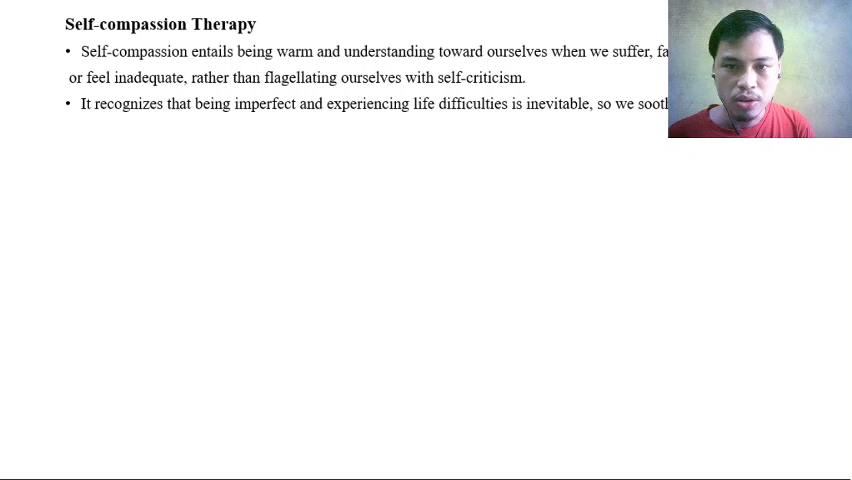 Self-compassion Therapy
• Self-compassion entails being warm and understanding toward ourselves when we suffer,
or feel inadequate, rather than flagellating ourselves with self-criticism.
• It recognizes that being imperfect and experiencing life difficulties is inevitable, so we